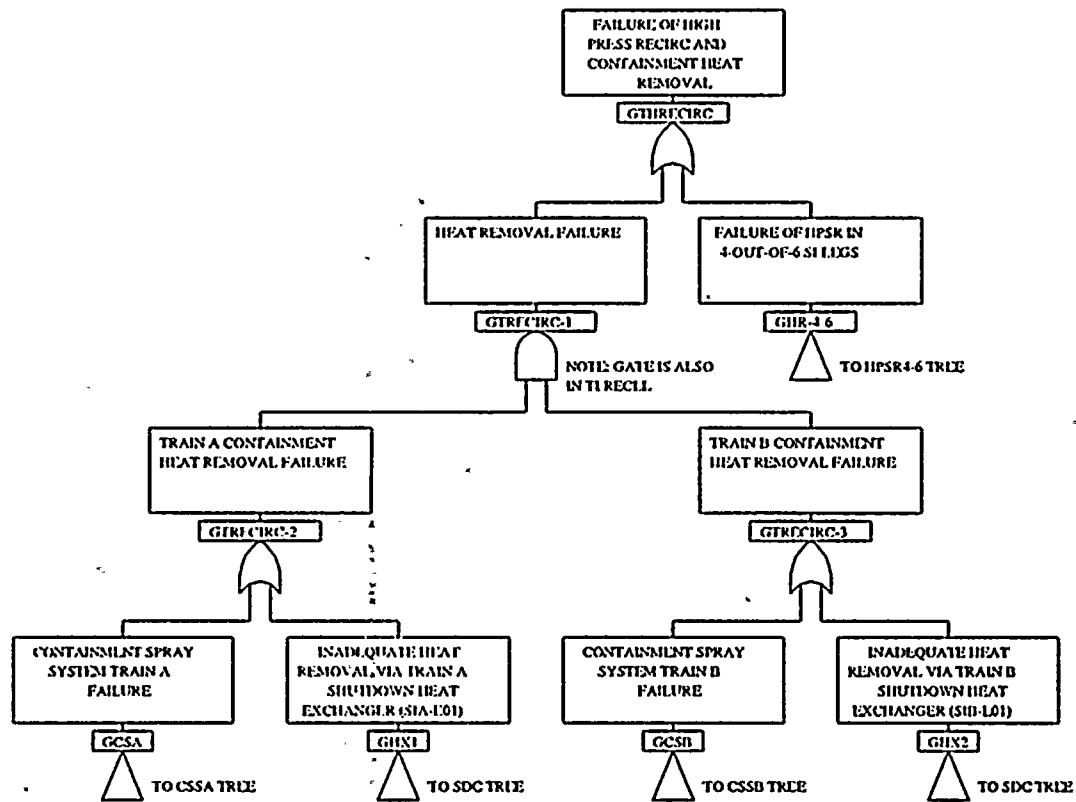 FAILURE OF HIGH
PRESS RECIRC AND
CONTAINMENT HEAT
REMOVAL
GTHRECIRC
HEAT REMOVAL FAILURE
GTRECIRC-1
FAILURE OF HPSR IN
4-OUT-OF-6 SI LEGS
GHR-4 6
TO HPSR4-6 TREE
NOTE: GATE IS ALSO
IN
TRAIN A CONTAINMENT
HEAT REMOVAL FAILURE
GTRECIRC-2
TRAIN B CONTAINMENT
HEAT REMOVAL FAILURE
GTRECIRC-3
CONTAINMENT SPRAY
SYSTEM TRAIN A
FAILURE
GCSA
TO CSSA TREE
INADEQUATE HEAT
REMOVAL VIA TRAIN A
SHUTDOWN HEAT
EXCHANGER (SIA-E01)
GHX1
TO SDC TREE
CONTAINMENT SPRAY
SYSTEM TRAIN B
FAILURE
GCSB
TO CSSB TREE
INADEQUATE HEAT
REMOVAL VIA TRAIN B
SHUTDOWN HEAT
EXCHANGER (SIB-E01)
GHX2
TO SDC TREE